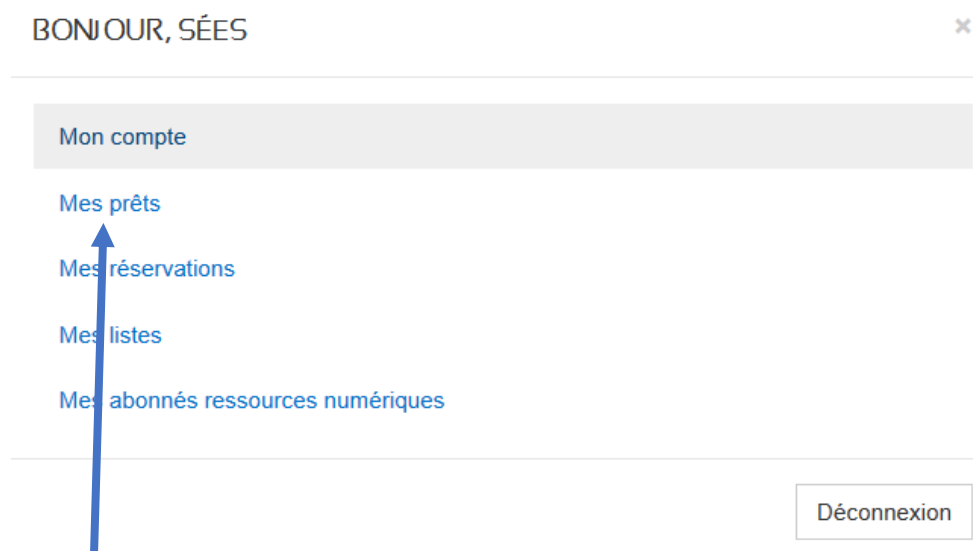 BONJOUR, SÉES
×
Mon compte
Mes prêts
Mes réservations
Mes listes
Mes abonnés ressources numériques
Déconnexion